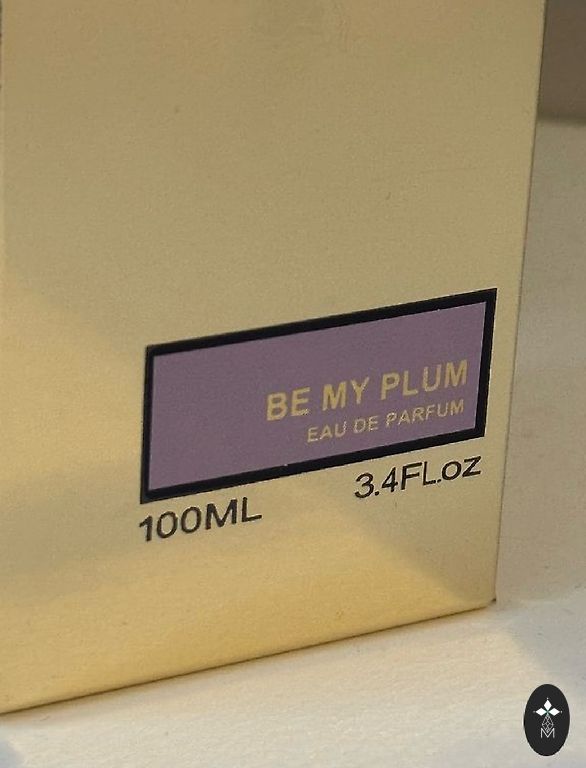 BE MY PLUM
EAU DE PARFUM
100ML 3.4FL.oz
M